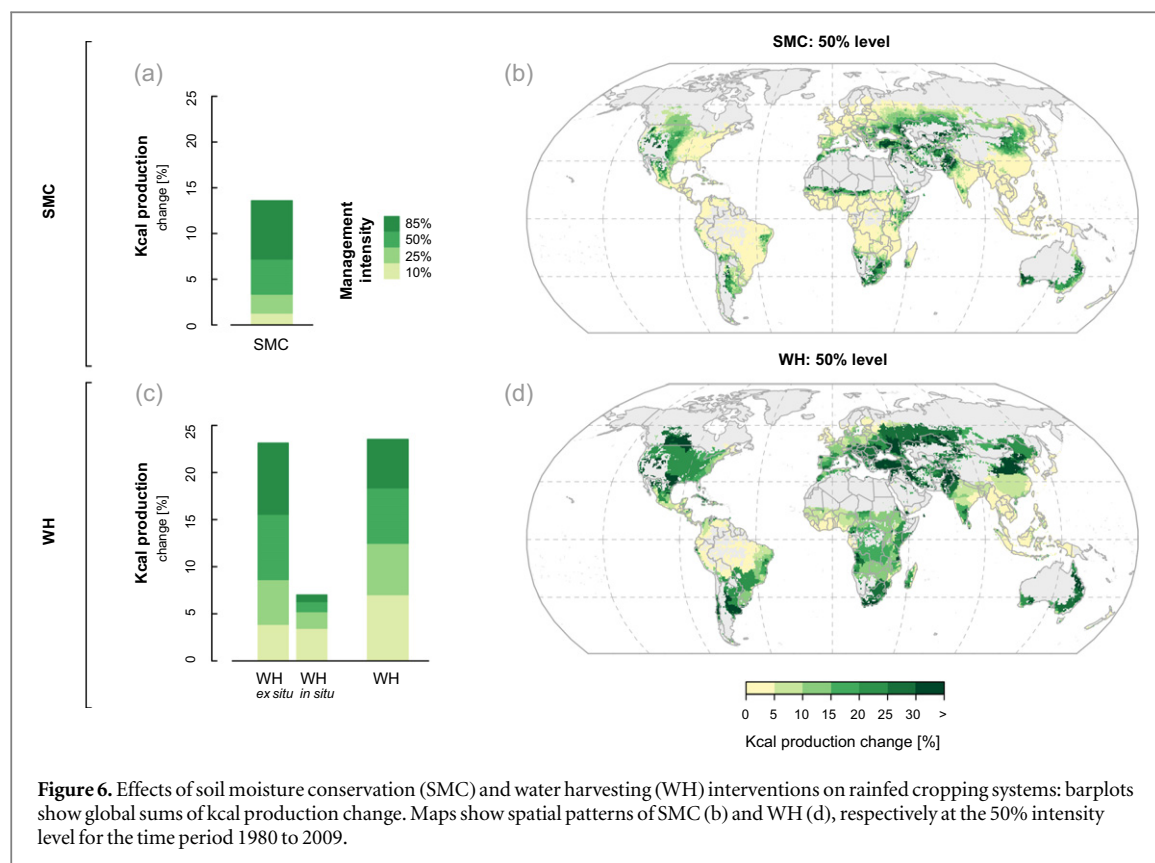 SMC
(a)
Kcal production
change [%]
25
20
15
10
5
0
SMC
Management
intensity
85%
50%
25%
10%
(b)
SMC: 50% level
WH
(c)
Kcal production
change [%]
25
20
15
10
5
0
WH
ex situ
WH
in situ
WH
(d)
WH: 50% level
0 5 10 15 20 25 30 >
Kcal production change [%]
Figure 6. Effects of soil moisture conservation (SMC) and water harvesting (WH) interventions on rainfed cropping systems: barplots
show global sums of kcal production change. Maps show spatial patterns of SMC (b) and WH (d), respectively at the 50% intensity
level for the time period 1980 to 2009.